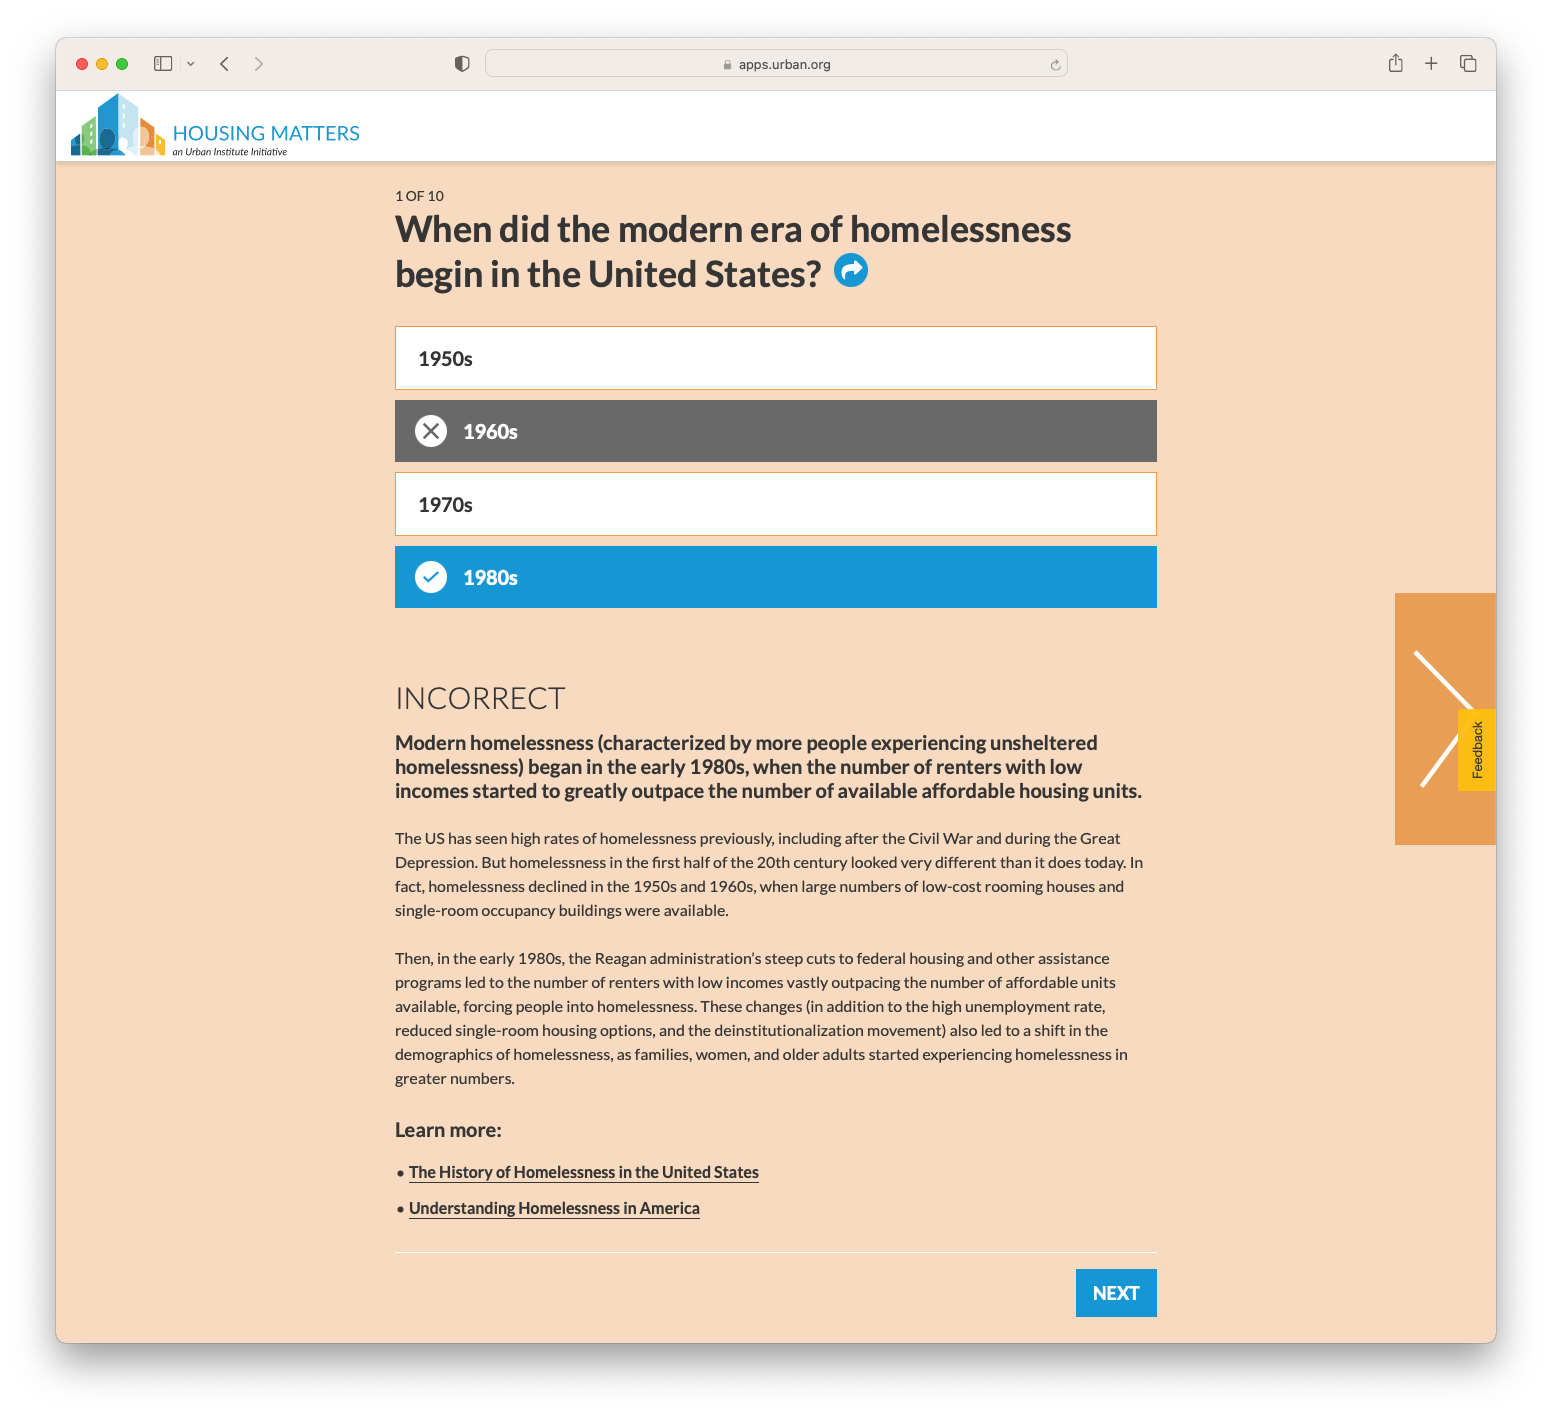 apps.urban.org
HOUSING MATTERS
an Urban Institute Initiative
1 OF 10
When did the modern era of homelessness
begin in the United States?
1950s
1960s
1970s
1980s
INCORRECT
Modern homelessness (characterized by more people experiencing unsheltered
homelessness) began in the early 1980s, when the number of renters with low
incomes started to greatly outpace the number of available affordable housing units.
Feedback
The US has seen high rates of homelessness previously, including after the Civil War and during the Great
Depression. But homelessness in the first half of the 20th century looked very different than it does today. In
fact, homelessness declined in the 1950s and 1960s, when large numbers of low-cost rooming houses and
single-room occupancy buildings were available.
Then, in the early 1980s, the Reagan administration’s steep cuts to federal housing and other assistance
programs led to the number of renters with low incomes vastly outpacing the number of affordable units
available, forcing people into homelessness. These changes (in addition to the high unemployment rate,
reduced single-room housing options, and the deinstitutionalization movement) also led to a shift in the
demographics of homelessness, as families, women, and older adults started experiencing homelessness in
greater numbers.
Learn more:
• The History of Homelessness in the United States
• Understanding Homelessness in America
NEXT